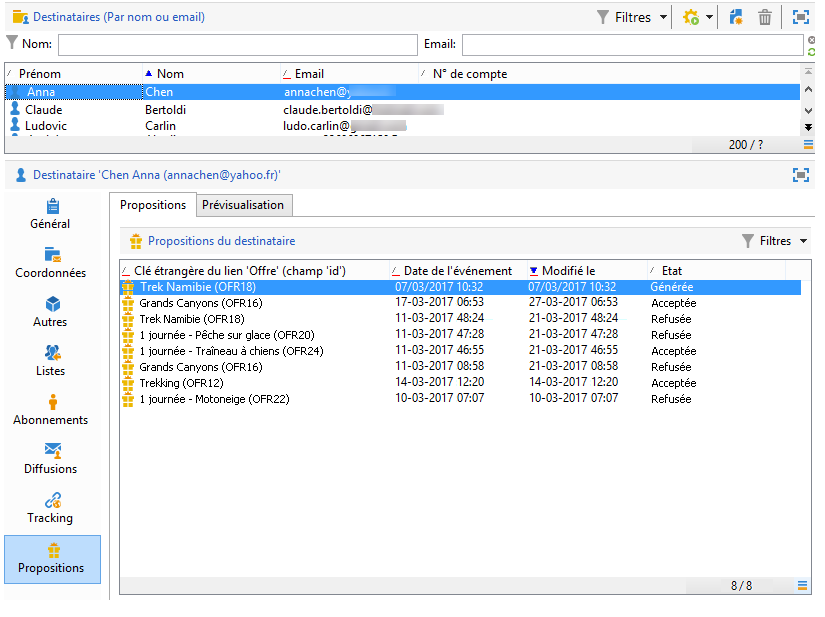 Destinataires (Par nom ou email)
Filtres
Nom:
Email:
Prénom Nom Email N° de compte
Anna Chen annachen@
Claude Bertoldi claude.bertoldi@
Ludovic Carlin ludo.carlin@
200 / ?
Destinataire 'Chen Anna (annachen@yahoo.fr)'
Général
Coordonnées
Autres
Listes
Abonnements
Diffusions
Tracking
Propositions
Propositions Prévisualisation
Propositions du destinataire
Filtres
Clé étrangère du lien 'Offre' (champ 'id') Date de l'événement Modifié le Etat
Trek Namibie (OFR18) 07/03/2017 10:32 07/03/2017 10:32 Générée
Grands Canyons (OFR16) 17-03-2017 06:53 27-03-2017 06:53 Acceptée
Trek Namibie (OFR18) 11-03-2017 48:24 21-03-2017 48:24 Refusée
1 journée - Pêche sur glace (OFR20) 11-03-2017 47:28 21-03-2017 47:28 Refusée
1 journée - Traîneau à chiens (OFR24) 11-03-2017 46:55 21-03-2017 46:55 Acceptée
Grands Canyons (OFR16) 11-03-2017 08:58 21-03-2017 08:58 Refusée
Trekking (OFR12) 14-03-2017 12:20 14-03-2017 12:20 Acceptée
1 journée - Motoneige (OFR22) 10-03-2017 07:07 10-03-2017 07:07 Refusée
8 / 8